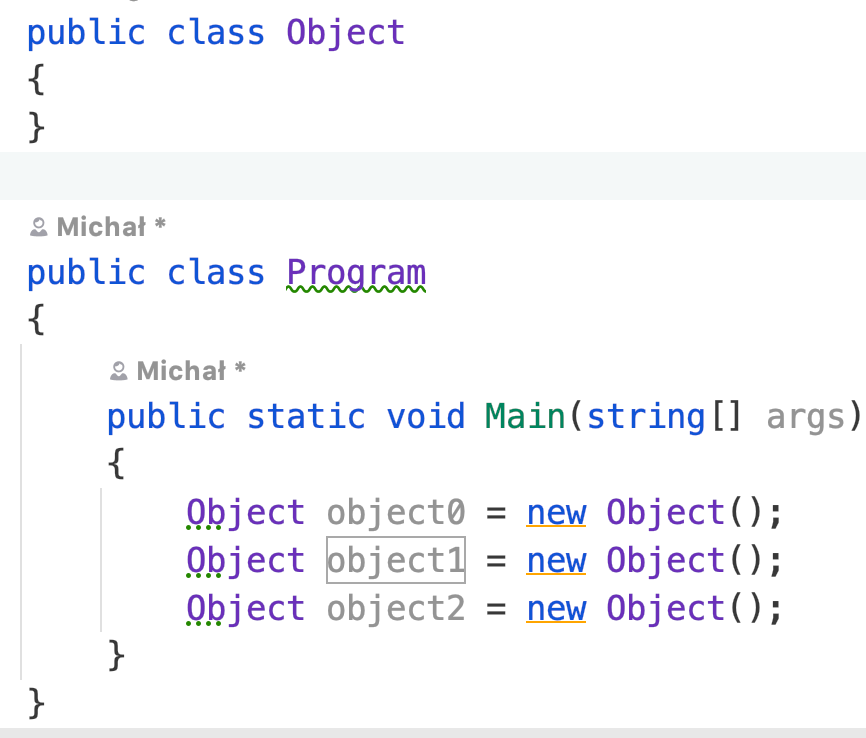 public class Object
{
}
Michał *
public class Program
{
Michał *
public static void Main(string[] args)
{
Object object0 = new Object();
Object object1 = new Object();
Object object2 = new Object();
}
}